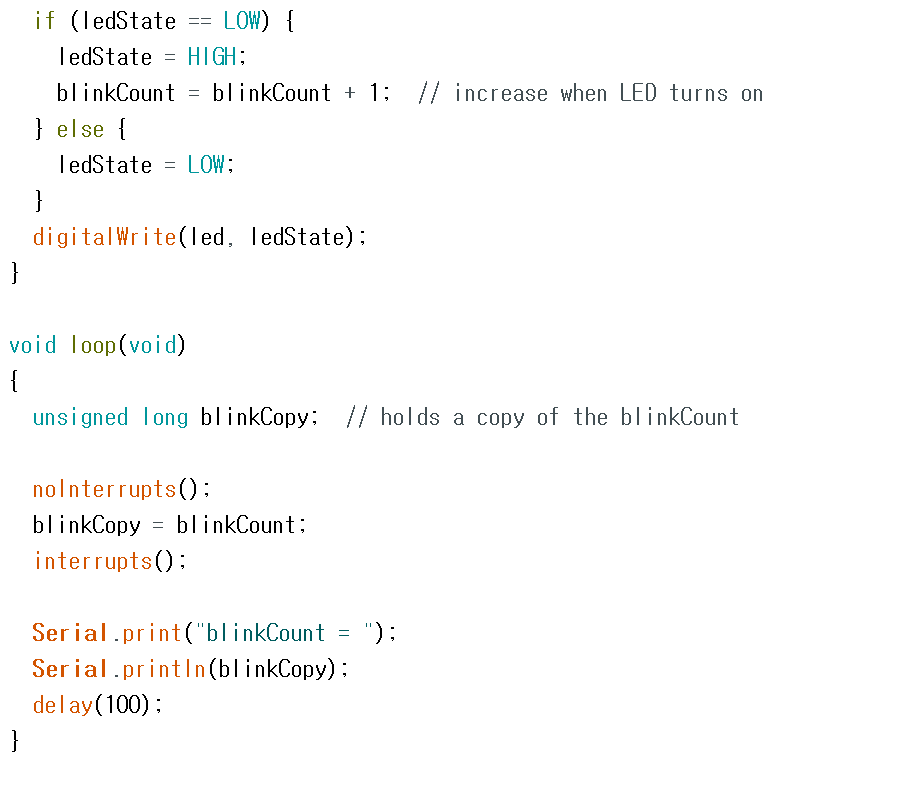 if (ledState == LOW) {
    ledState = HIGH;
    blinkCount = blinkCount + 1;  // increase when LED turns on
  } else {
    ledState = LOW;
  }
  digitalWrite(led, ledState);
}

void loop(void)
{
  unsigned long blinkCopy;  // holds a copy of the blinkCount

  noInterrupts();
  blinkCopy = blinkCount;
  interrupts();

  Serial.print("blinkCount = ");
  Serial.println(blinkCopy);
  delay(100);
}